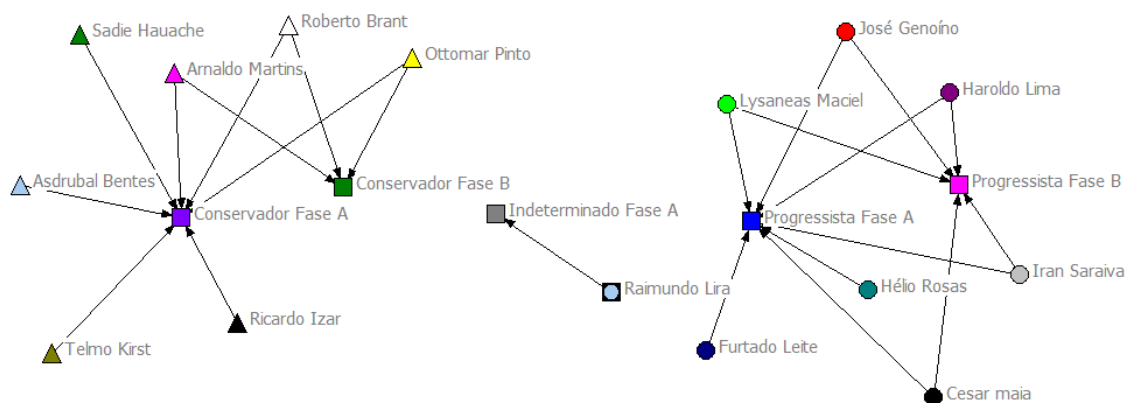 Roberto Brant
Sadie Hauache
José Genoíno
Ottomar Pinto
Arnaldo Martins
Haroldo Lima
Lysaneas Maciel
Asdrubal Bentes
Conservador Fase B
Progressista Fase B
Indeterminado Fase A
Conservador Fase A
Progressista Fase A
Iran Saraiva
Raimundo Lira
Hélio Rosas
Ricardo Izar
Telmo Kirst
Furtado Leite
Cesar maia